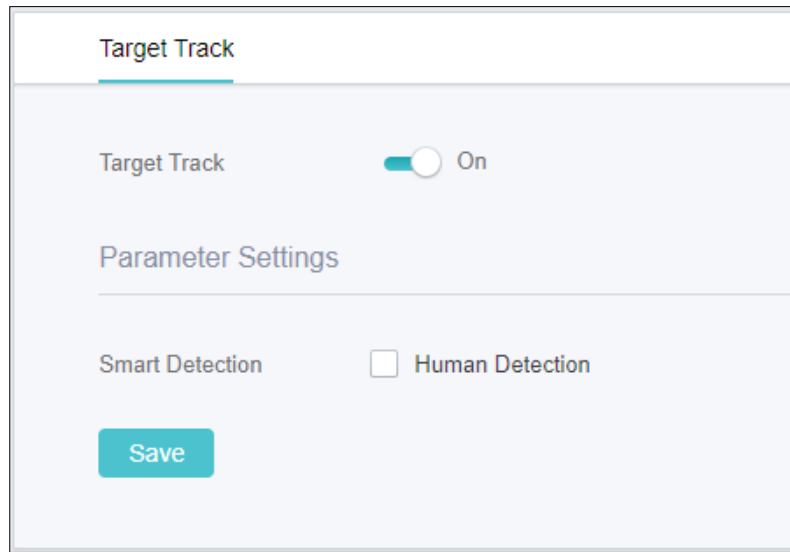 Target Track
Target Track On
Parameter Settings
Smart Detection Human Detection
Save